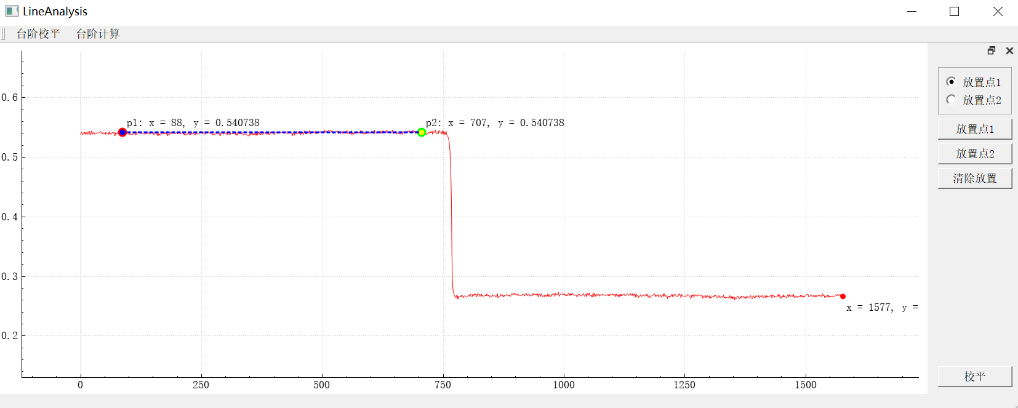 LineAnalysis
台阶校平 台阶计算
放置点1
放置点2
放置点1
放置点2
清除放置
校平
p1: x = 88, y = 0.540738
p2: x = 707, y = 0.540738
x = 1577, y =
0.6
0.5
0.4
0.3
0.2
0 250 500 750 1000 1250 1500